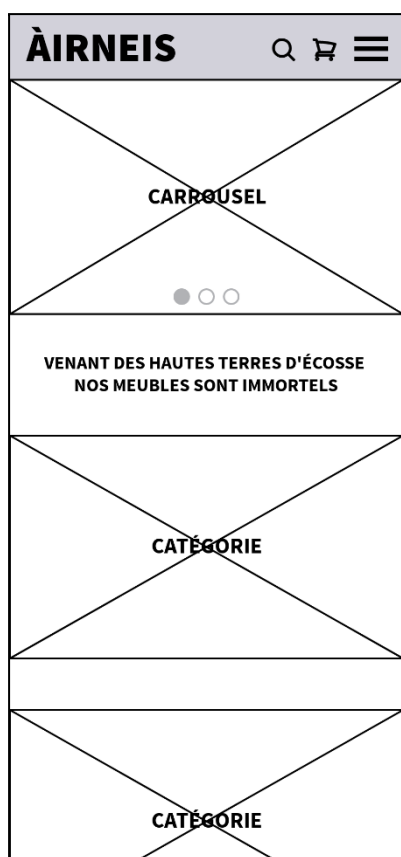 ÀIRNEIS
CARROUSEL
VENANT DES HAUTES TERRES D'ÉCOSSE
NOS MEUBLES SONT IMMORTELS
CATÉGORIE
CATÉGORIE